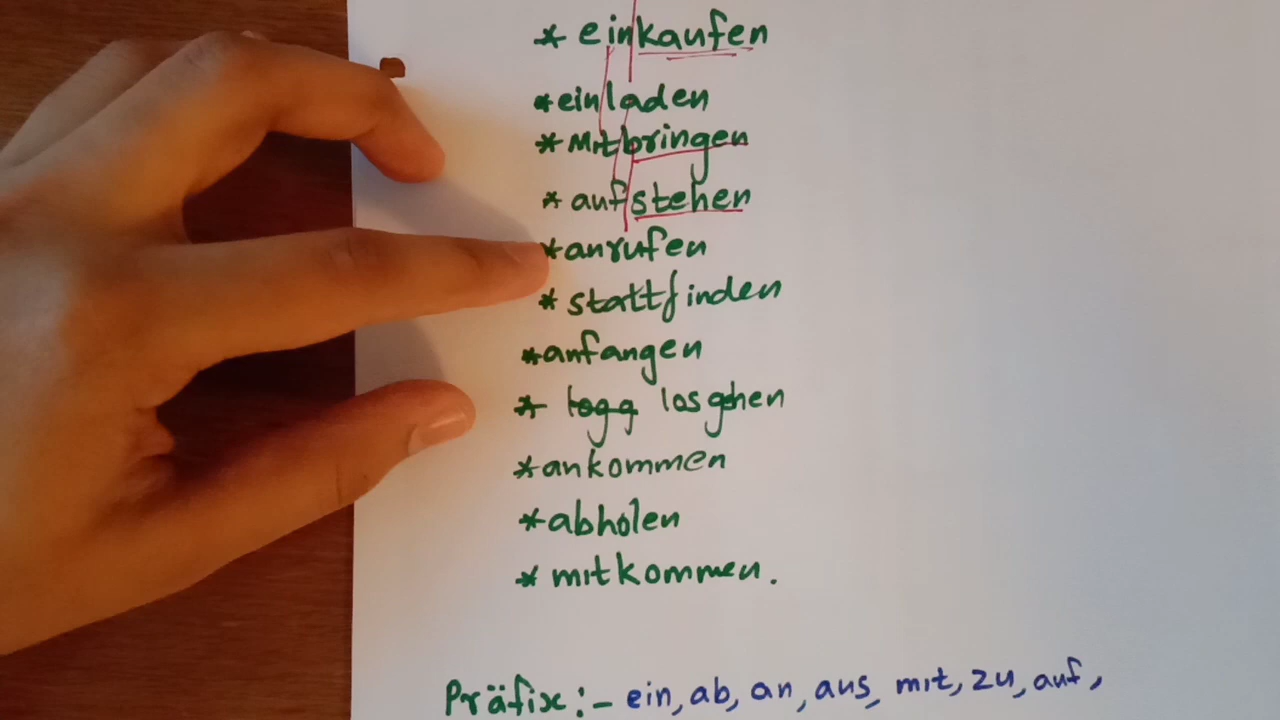 * einkaufen
* einladen
* Mitbringen
* aufstehen
* anrufen
* stattfinden
* anfangen
* losgehen
* ankommen
* abholen
* mitkommen.
Präfix:- ein, ab, an, aus, mit, zu, auf,